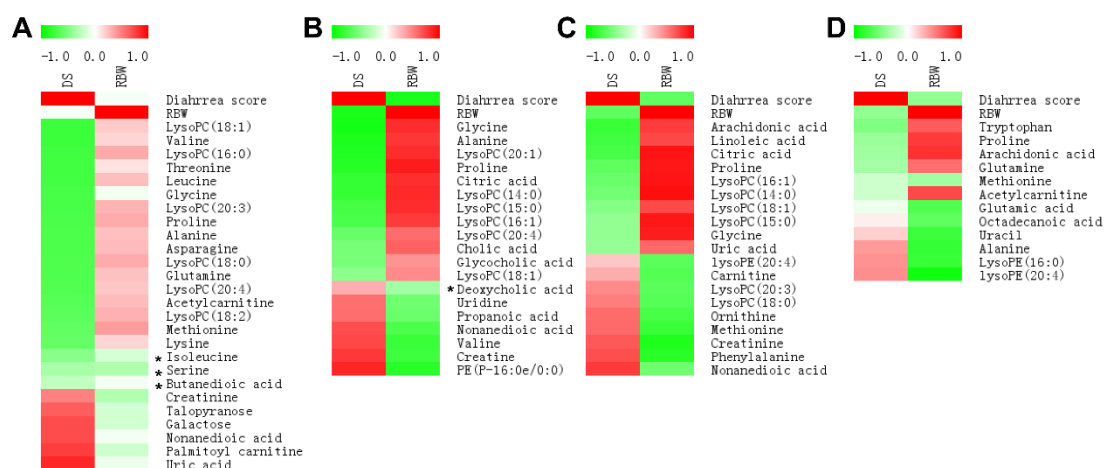 A
-1.0 0.0 1.0
DS RBW
Diahrrea score
RBW
LysoPC(18:1)
Valine
LysoPC(16:0)
Threonine
Leucine
Glycine
LysoPC(20:3)
Proline
Alanine
Asparagine
LysoPC(18:0)
Glutamine
LysoPC(20:4)
Acetylcarnitine
LysoPC(18:2)
Methionine
Lysine
* Isoleucine
* Serine
* Butanedioic acid
Creatinine
Talopyranose
Galactose
Nonanedioic acid
Palmitoyl carnitine
Uric acid
B
-1.0 0.0 1.0
DS RBW
Diahrrea score
RBW
Glycine
Alanine
LysoPC(20:1)
Proline
Citric acid
LysoPC(14:0)
LysoPC(15:0)
LysoPC(16:1)
LysoPC(20:4)
Cholic acid
Glycocholic acid
LysoPC(18:1)
* Deoxycholic acid
Uridine
Propanoic acid
Nonanedioic acid
Valine
Creatine
PE(P-16:0e/0:0)
C
-1.0 0.0 1.0
DS RBW
Diahrrea score
RBW
Arachidonic acid
Linoleic acid
Citric acid
Proline
LysoPC(16:1)
LysoPC(14:0)
LysoPC(18:1)
LysoPC(15:0)
Glycine
Uric acid
lysoPE(20:4)
Carnitine
LysoPC(20:3)
LysoPC(18:0)
Ornithine
Methionine
Creatinine
Phenylalanine
Nonanedioic acid
D
-1.0 0.0 1.0
DS RBW
Diahrrea score
RBW
Tryptophan
Proline
Arachidonic acid
Glutamine
Methionine
Acetylcarnitine
Glutamic acid
Octadecanoic acid
Uracil
Alanine
LysoPE(16:0)
lysoPE(20:4)